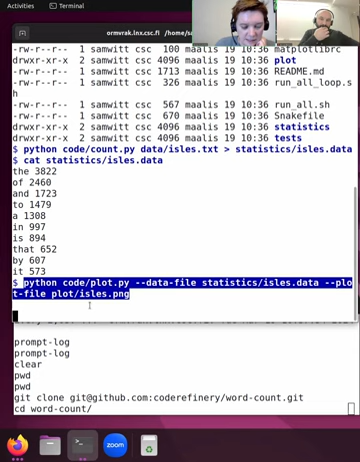 Activities
Terminal
ormvrak.lnx.csc.fi /home/sa
-rw-r--r-- 1 samwitt csc 100 maalis 19 10:36 matplotlibrc
drwxr-xr-x 2 samwitt csc 4096 maalis 19 10:36 plot
-rw-r--r-- 1 samwitt csc 1713 maalis 19 10:36 README.md
-rw-r--r-- 1 samwitt csc 326 maalis 19 10:36 run_all_loop.s
h
-rw-r--r-- 1 samwitt csc 567 maalis 19 10:36 run_all.sh
-rw-r--r-- 1 samwitt csc 670 maalis 19 10:36 Snakefile
drwxr-xr-x 2 samwitt csc 4096 maalis 19 10:36 statistics
drwxr-xr-x 2 samwitt csc 4096 maalis 19 10:36 tests
$ python code/count.py data/isles.txt > statistics/isles.data
$ cat statistics/isles.data
the 3822
of 2460
and 1723
to 1479
a 1308
in 997
is 894
that 652
by 607
it 573
$ python code/plot.py --data-file statistics/isles.data --plo
t-file plot/isles.png
prompt-log
prompt-log
clear
pwd
pwd
git clone git@github.com:coderefinery/word-count.git
cd word-count/
zoom